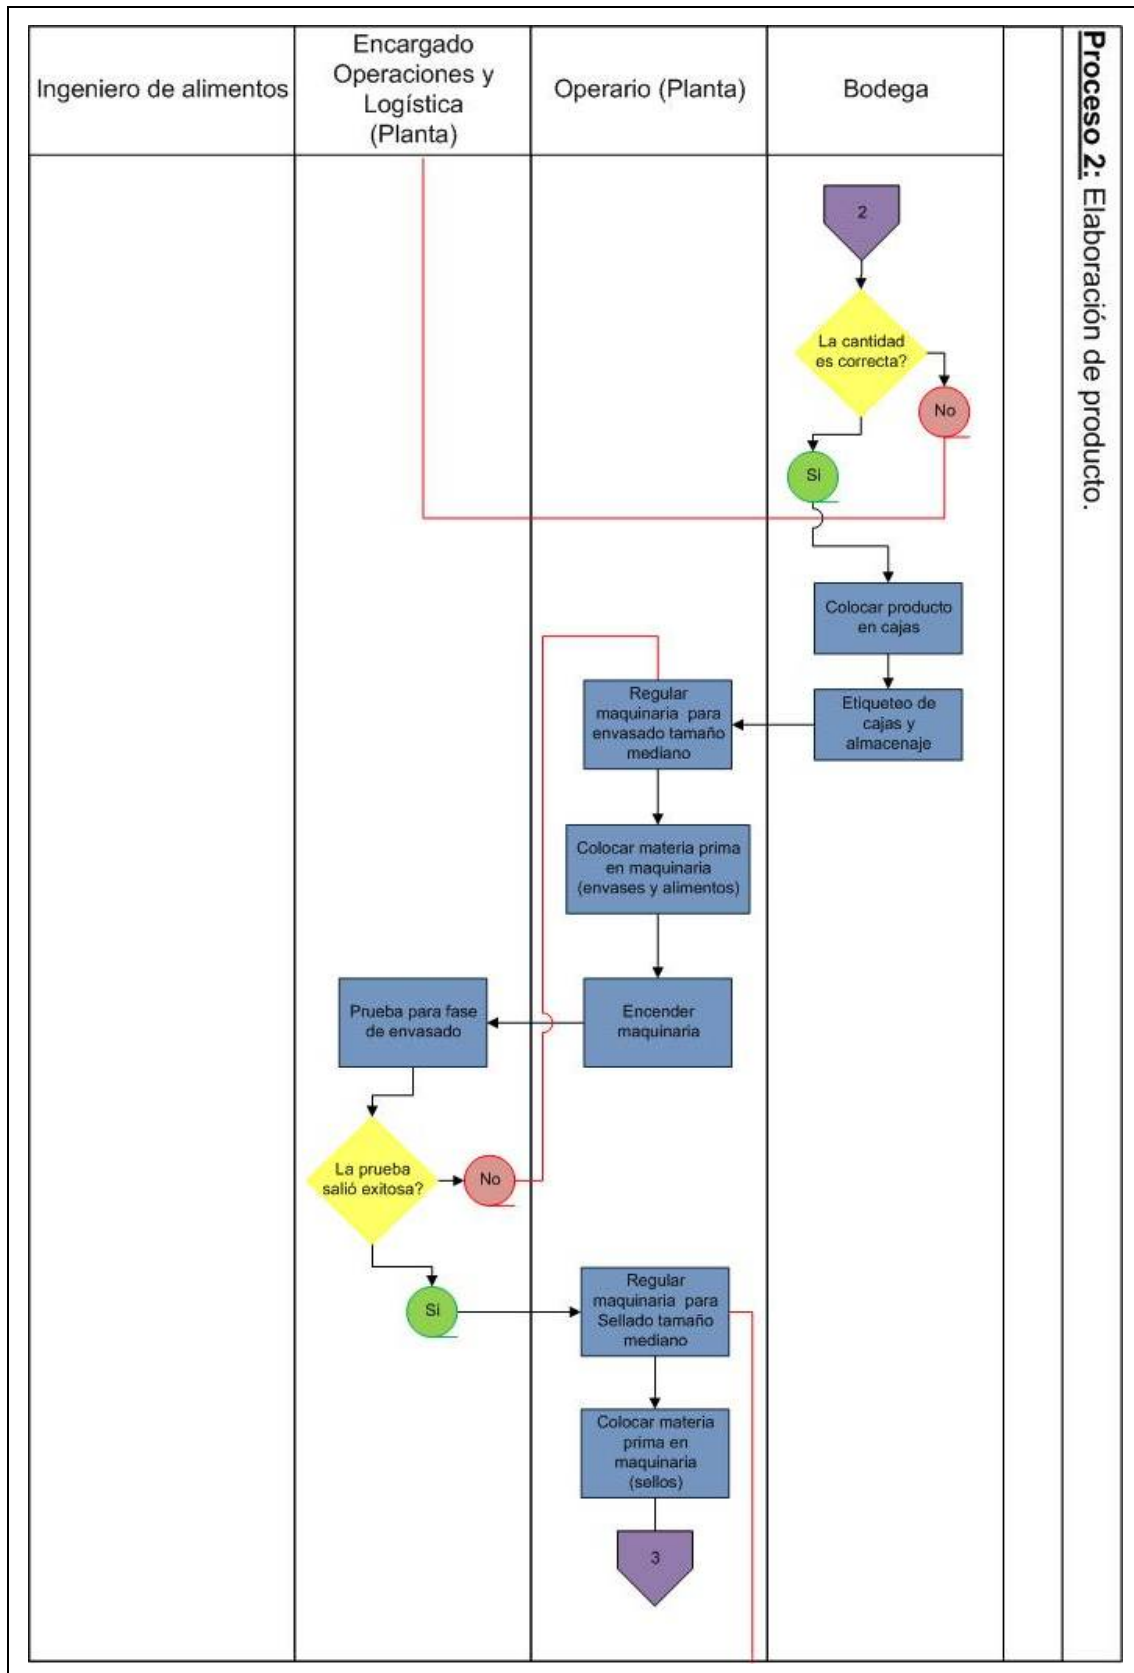 Proceso 2: Elaboración de producto.
Ingeniero de alimentos
Encargado
Operaciones y
Logística
(Planta)
Operario (Planta)
Bodega
2
La cantidad
es correcta?
No
Si
Colocar producto
en cajas
Etiqueteo de
cajas y
almacenaje
Regular
maquinaria para
envasado tamaño
mediano
Colocar materia prima
en maquinaria
(envases y alimentos)
Encender
maquinaria
Prueba para fase
de envasado
La prueba
salió exitosa?
No
Si
Regular
maquinaria para
Sellado tamaño
mediano
Colocar materia
prima en
maquinaria
(sellos)
3